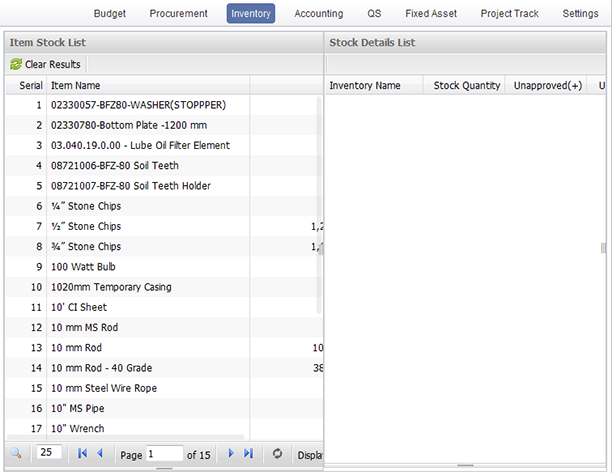 Budget Procurement Inventory Accounting QS Fixed Asset Project Track Settings
Item Stock List
Stock Details List
Clear Results
Serial Item Name
Inventory Name Stock Quantity Unapproved(+) U
1 02330057-BFZ80-WASHER(STOPPPER)
2 02330780-Bottom Plate -1200 mm
3 03.040.19.0.00 - Lube Oil Filter Element
4 08721006-BFZ-80 Soil Teeth
5 08721007-BFZ-80 Soil Teeth Holder
6 ¼” Stone Chips
7 ½” Stone Chips 1,2
8 ¾” Stone Chips 1,1
9 100 Watt Bulb
10 1020mm Temporary Casing
11 10' CI Sheet
12 10 mm MS Rod
13 10 mm Rod 10
14 10 mm Rod - 40 Grade 38
15 10 mm Steel Wire Rope
16 10” MS Pipe
17 10” Wrench
25 Page 1 of 15 Displa